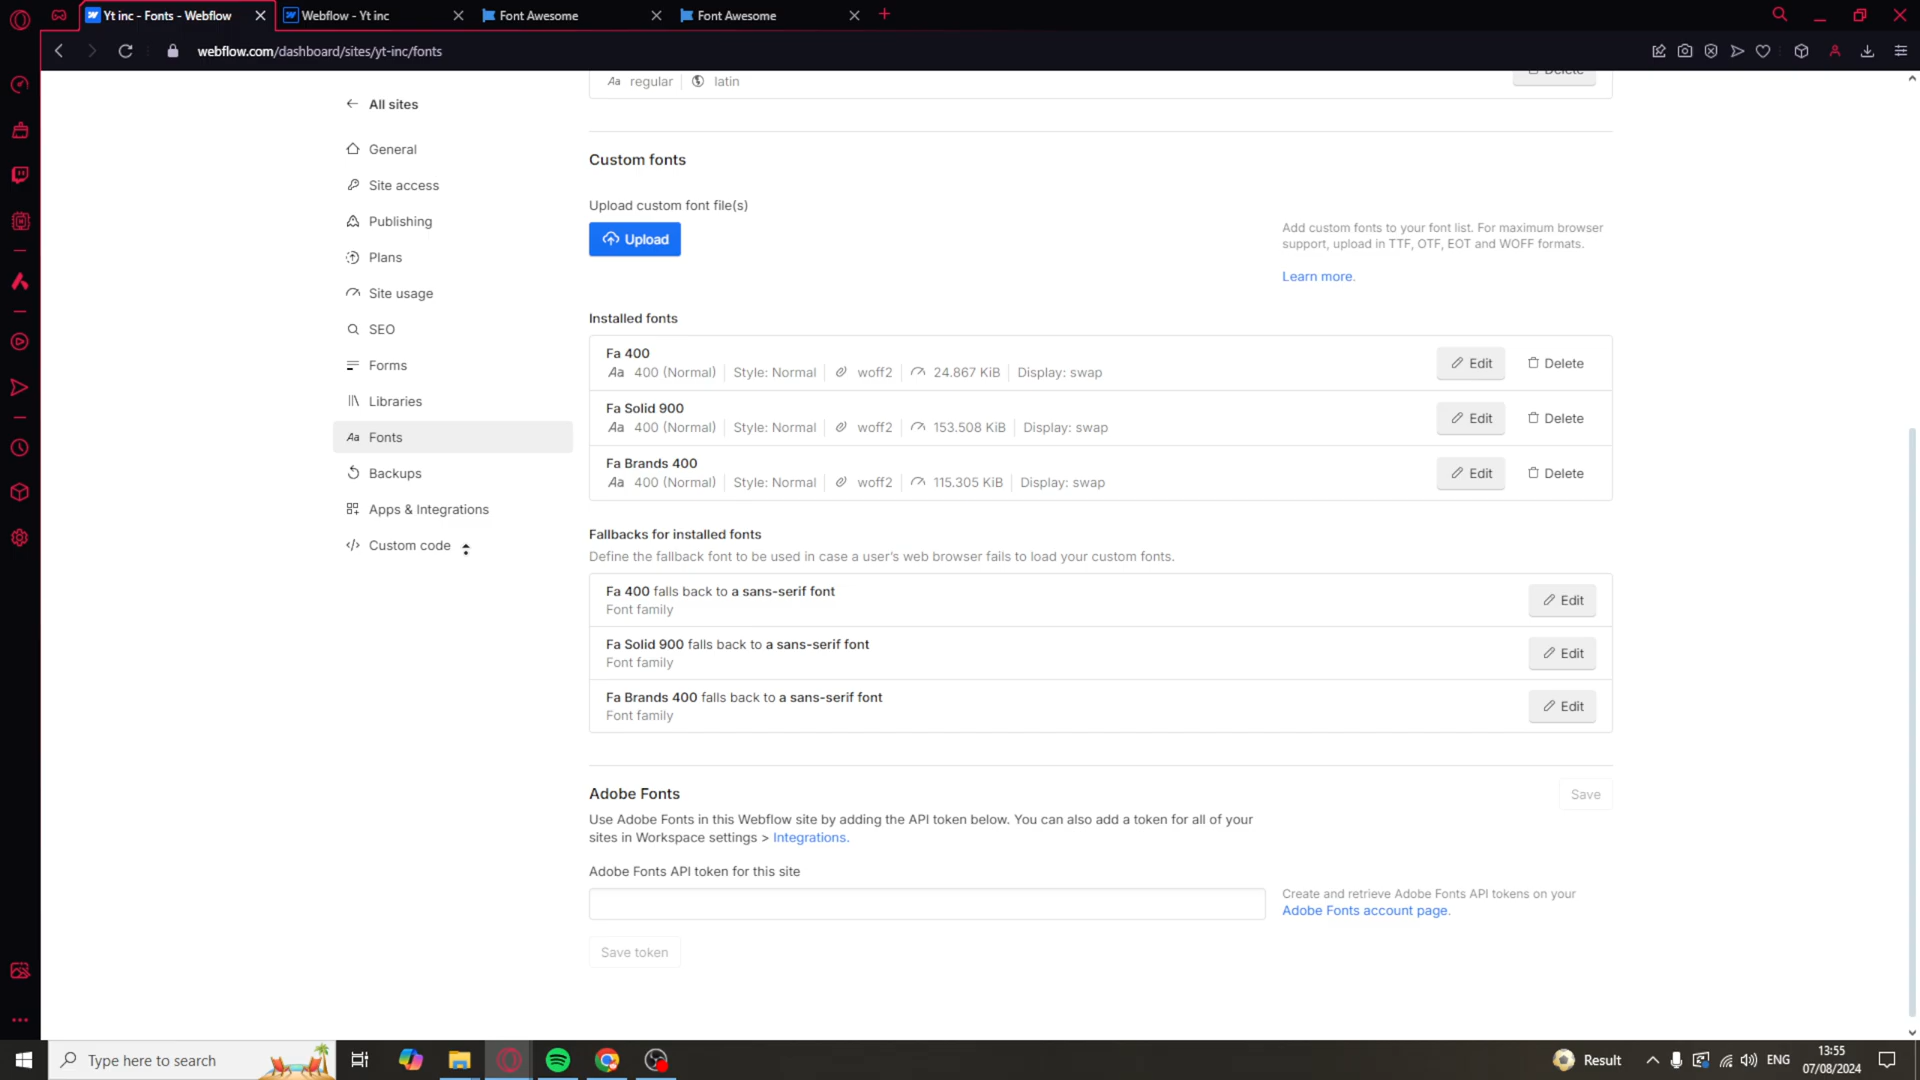 Yt inc - Fonts - Webflow
Webflow - Yt inc
Font Awesome
Font Awesome
webflow.com/dashboard/sites/yt-inc/fonts
All sites
General
Site access
Publishing
Plans
Site usage
SEO
Forms
Libraries
Aa Fonts
Backups
Apps & Integrations
Custom code
Aa regular latin
Delete
Custom fonts
Upload custom font file(s)
Upload
Add custom fonts to your font list. For maximum browser
support, upload in TTF, OTF, EOT and WOFF formats.
Learn more.
Installed fonts
Fa 400
Aa 400 (Normal) Style: Normal woff2 24.867 KiB Display: swap
Edit Delete
Fa Solid 900
Aa 400 (Normal) Style: Normal woff2 153.508 KiB Display: swap
Edit Delete
Fa Brands 400
Aa 400 (Normal) Style: Normal woff2 115.305 KiB Display: swap
Edit Delete
Fallbacks for installed fonts
Define the fallback font to be used in case a user's web browser fails to load your custom fonts.
Fa 400 falls back to a sans-serif font
Font family
Edit
Fa Solid 900 falls back to a sans-serif font
Font family
Edit
Fa Brands 400 falls back to a sans-serif font
Font family
Edit
Adobe Fonts
Save
Use Adobe Fonts in this Webflow site by adding the API token below. You can also add a token for all of your
sites in Workspace settings > Integrations.
Adobe Fonts API token for this site
Create and retrieve Adobe Fonts API tokens on your
Adobe Fonts account page.
Save token
Type here to search
Result
ENG
13:55
07/08/2024